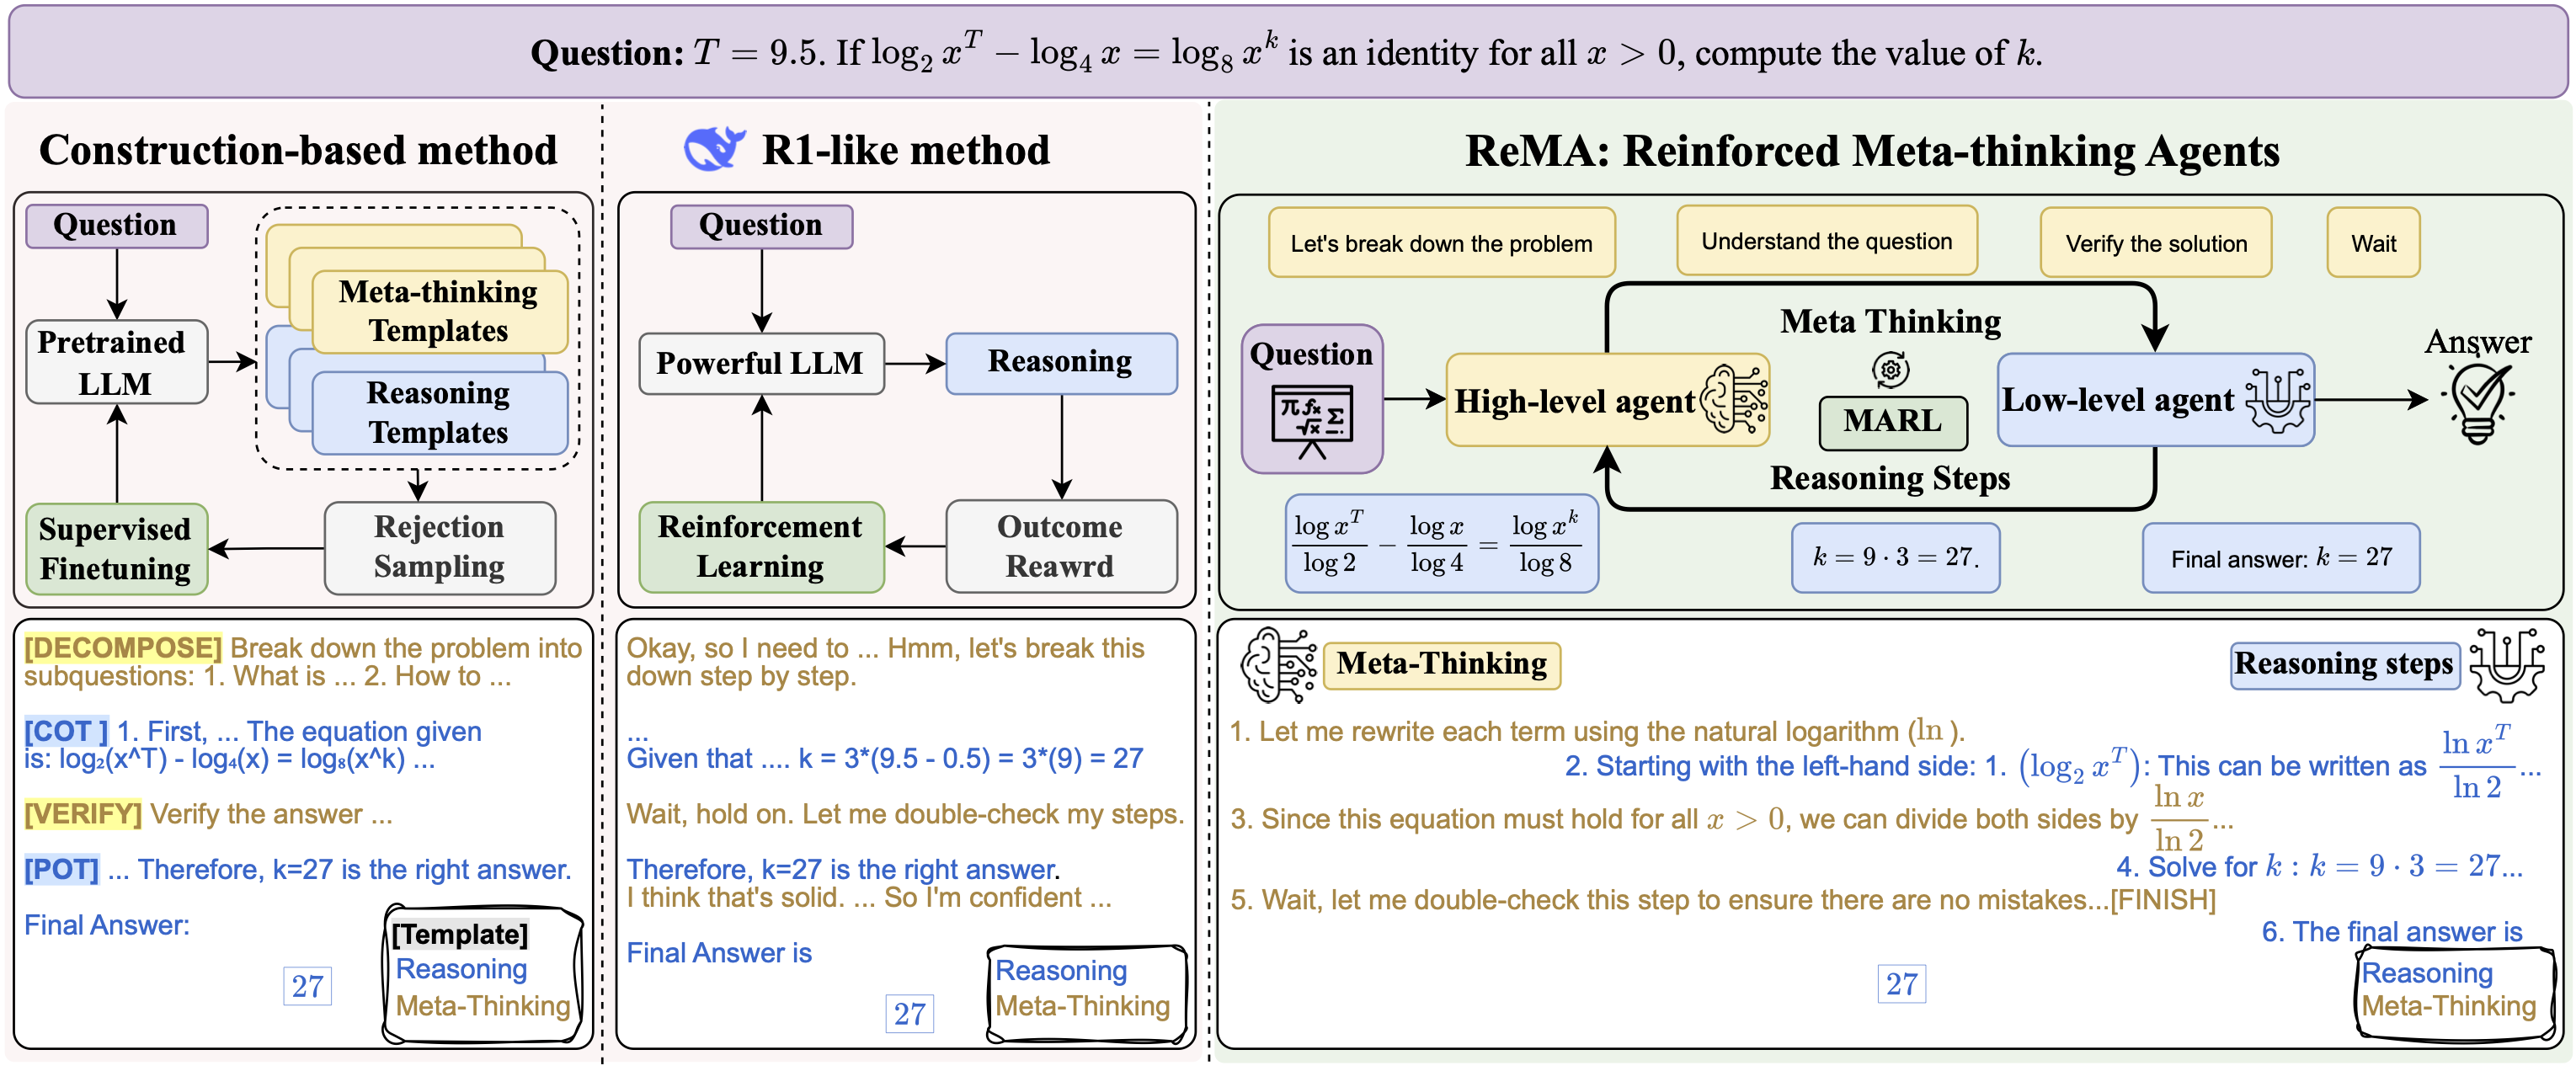 Question: T = 9.5. If log₂ x^T − log₄ x = log₈ x^k is an identity for all x > 0, compute the value of k.
Construction-based method
Question
Pretrained
LLM
Meta-thinking
Templates
Reasoning
Templates
Supervised
Finetuning
Rejection
Sampling
[DECOMPOSE] Break down the problem into
subquestions: 1. What is ... 2. How to ...
[COT ] 1. First, ... The equation given
is: log₂(x^T) - log₄(x) = log₈(x^k) ...
[VERIFY] Verify the answer ...
[POT] ... Therefore, k=27 is the right answer.
Final Answer:
27
[Template]
Reasoning
Meta-Thinking
R1-like method
Question
Powerful LLM
Reasoning
Reinforcement
Learning
Outcome
Reawrd
Okay, so I need to ... Hmm, let's break this
down step by step.
...
Given that .... k = 3*(9.5 - 0.5) = 3*(9) = 27
Wait, hold on. Let me double-check my steps.
Therefore, k=27 is the right answer.
I think that's solid. ... So I'm confident ...
Final Answer is
27
Reasoning
Meta-Thinking
ReMA: Reinforced Meta-thinking Agents
Let's break down the problem
Understand the question
Verify the solution
Wait
Question
π fx
√x Σ
High-level agent
Meta Thinking
MARL
Reasoning Steps
Low-level agent
Answer
log x^T / log 2 − log x / log 4 = log x^k / log 8
k = 9 · 3 = 27.
Final answer: k = 27
Meta-Thinking
Reasoning steps
1. Let me rewrite each term using the natural logarithm (ln ).
2. Starting with the left-hand side: 1. (log₂ x^T): This can be written as ln x^T / ln 2 ...
3. Since this equation must hold for all x > 0, we can divide both sides by ln x / ln 2 ...
4. Solve for k : k = 9 · 3 = 27...
5. Wait, let me double-check this step to ensure there are no mistakes...[FINISH]
6. The final answer is
27
Reasoning
Meta-Thinking